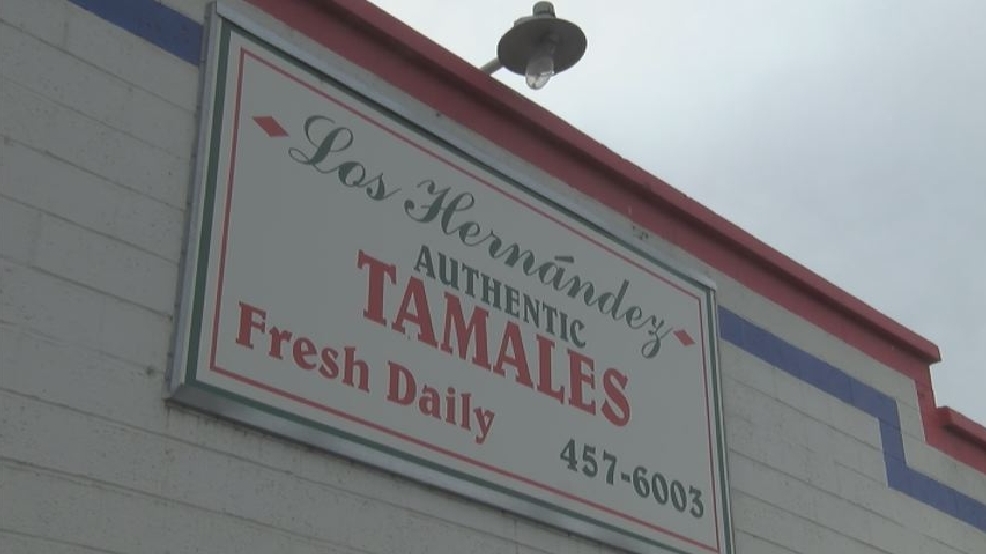 Los Hernández
AUTHENTIC
TAMALES
Fresh Daily
457-6003